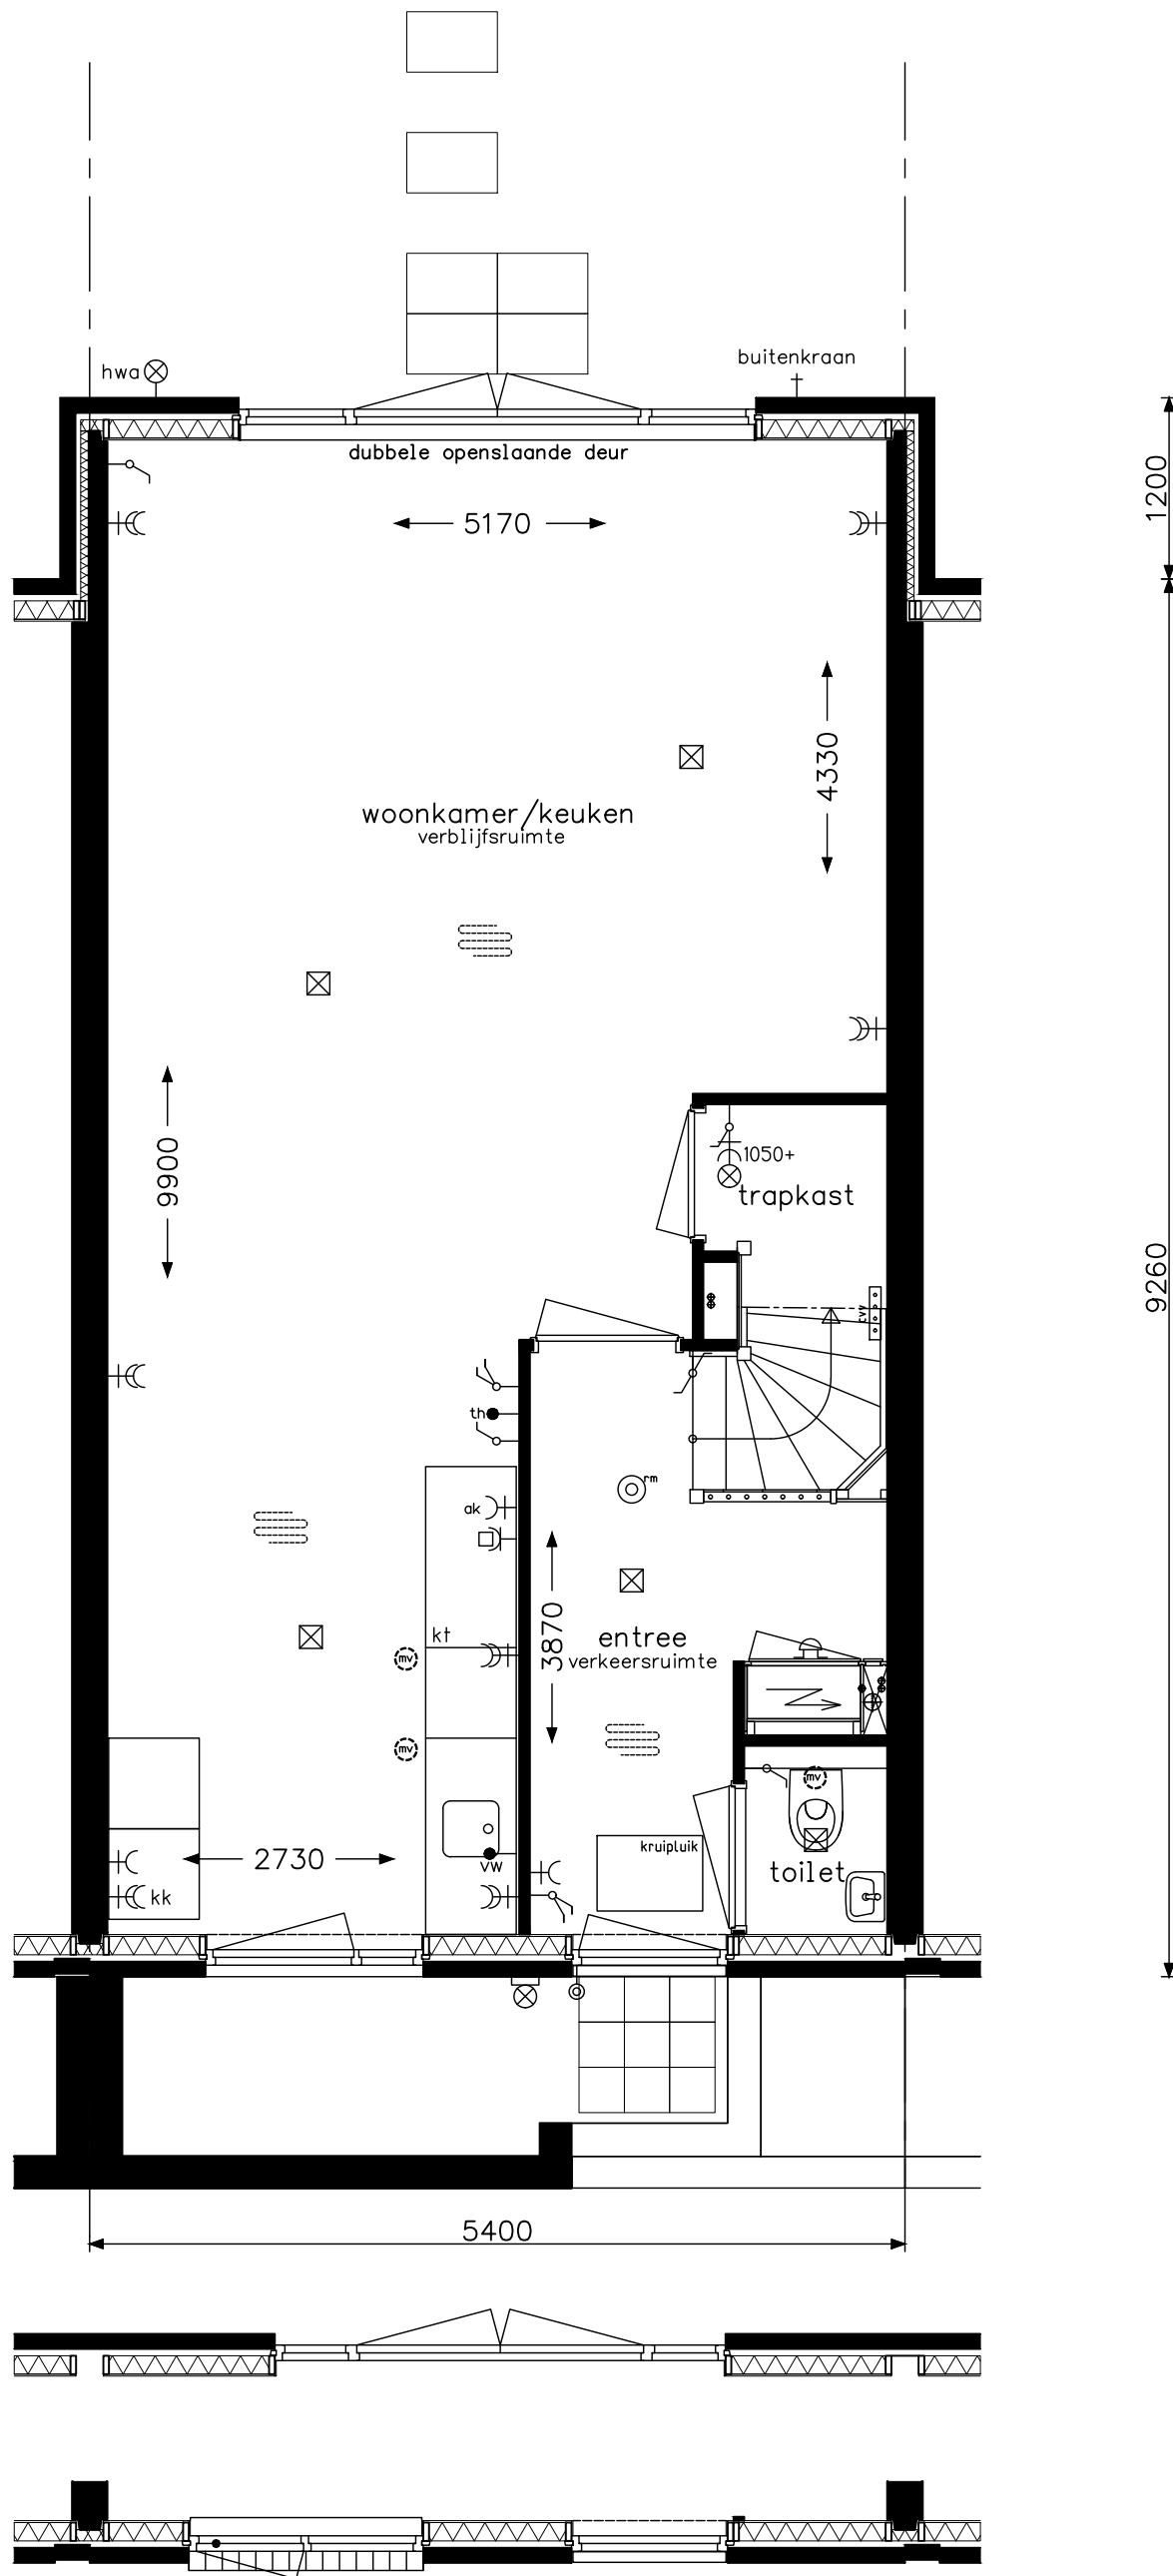 hwa
buitenkraan
dubbele openslaande deur
5170
1200
4330
woonkamer/keuken
verblijfsruimte
9900
1050+
trapkast
9260
cvv
th
rm
ak
kt
3870
entree
verkeersruimte
mv
mv
mv
kruipluik
2730
vw
toilet
kk
5400